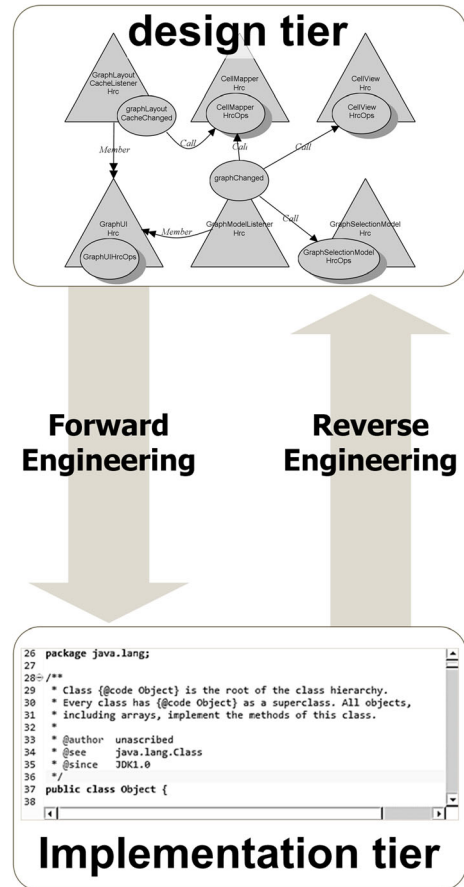 design tier
GraphLayout
CacheListener
Hrc
graphLayout
CacheChanged
CellMapper
Hrc
CellMapper
HrcOps
CellView
Hrc
CellView
HrcOps
Member
Call
Call
Call
graphChanged
GraphUI
Hrc
GraphUIHrcOps
Member
GraphModelListener
Hrc
Call
GraphSelectionModel
Hrc
GraphSelectionModel
HrcOps
Forward
Engineering
Reverse
Engineering
26 package java.lang;
27
28 /**
29 * Class {@code Object} is the root of the class hierarchy.
30 * Every class has {@code Object} as a superclass. All objects,
31 * including arrays, implement the methods of this class.
32 *
33 * @author unascribed
34 * @see java.lang.Class
35 * @since JDK1.0
36 */
37 public class Object {
38
Implementation tier